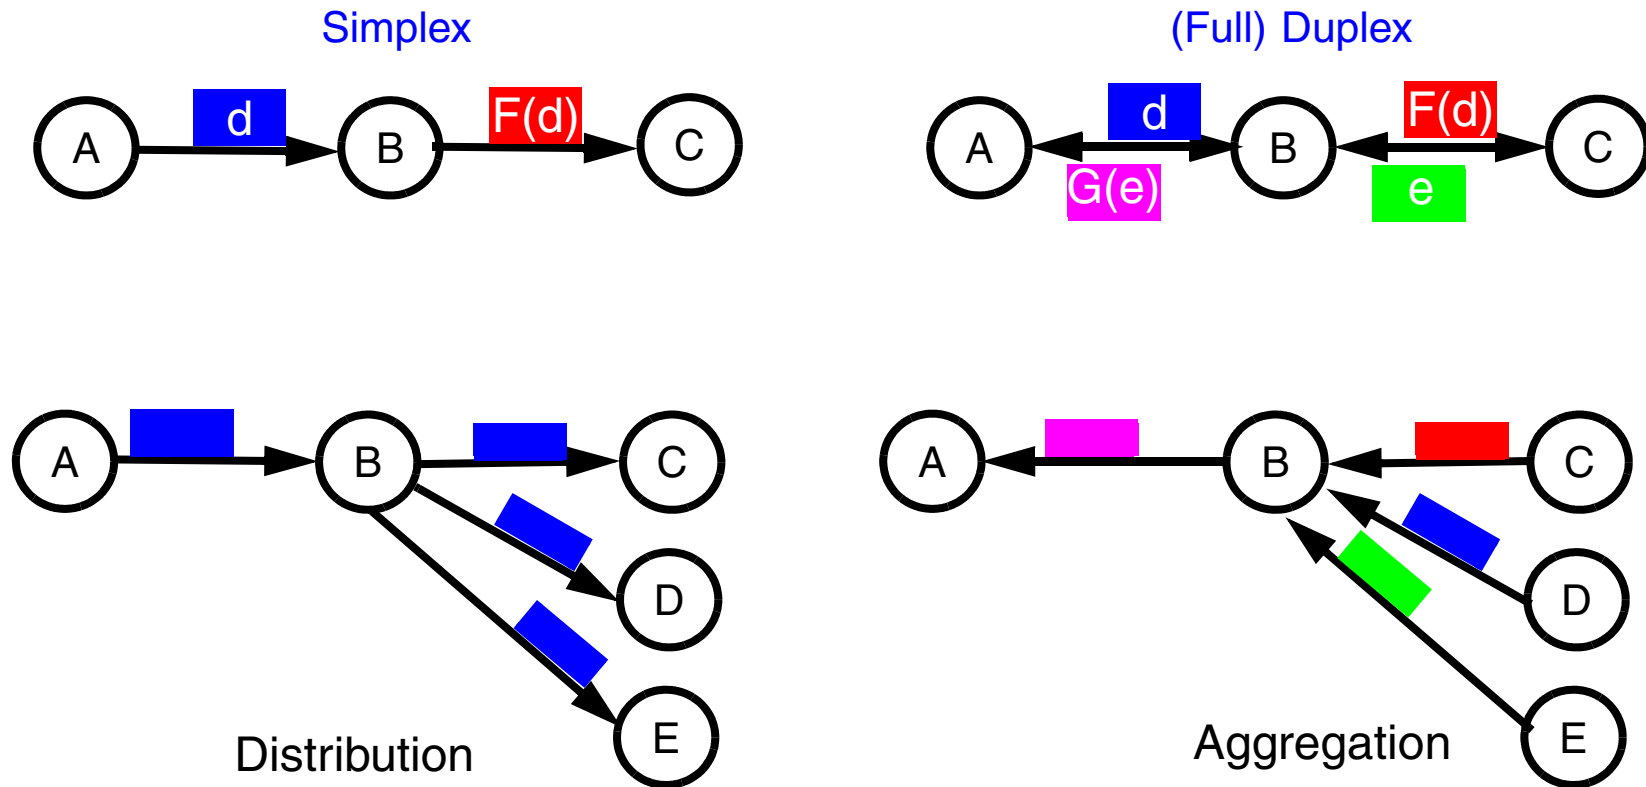 Simplex
(Full) Duplex
A d B F(d) C
A d B F(d) C
G(e) e
A B C
D
E
Distribution
A B C
D
E
Aggregation